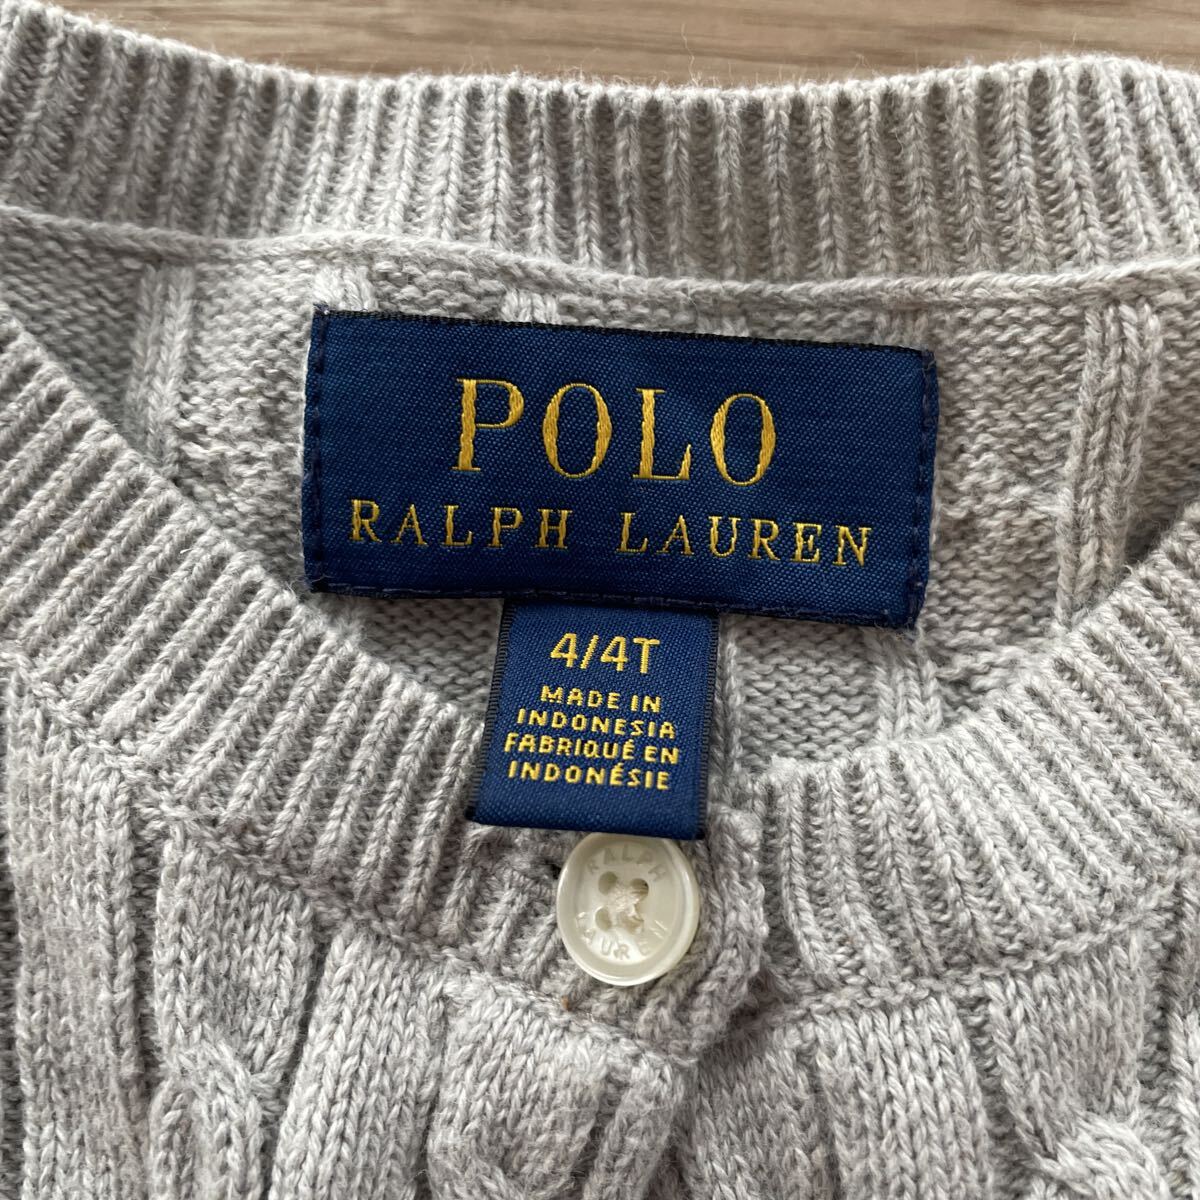 POLO
RALPH LAUREN
4/4T
MADE IN
INDONESIA
FABRIQUÉ EN
INDONÉSIE
RALPH
LAUREN